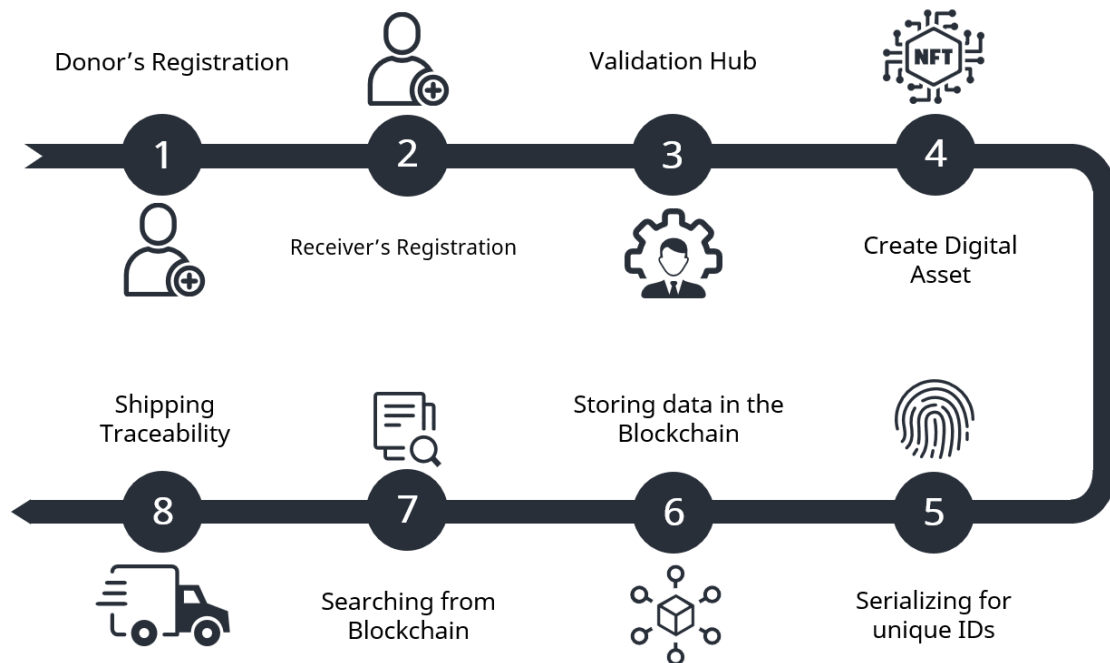 Donor’s Registration
Validation Hub
NFT
1
2
3
4
Receiver’s Registration
Create Digital
Asset
Shipping
Traceability
Storing data in the
Blockchain
8
7
6
5
Searching from
Blockchain
Serializing for
unique IDs